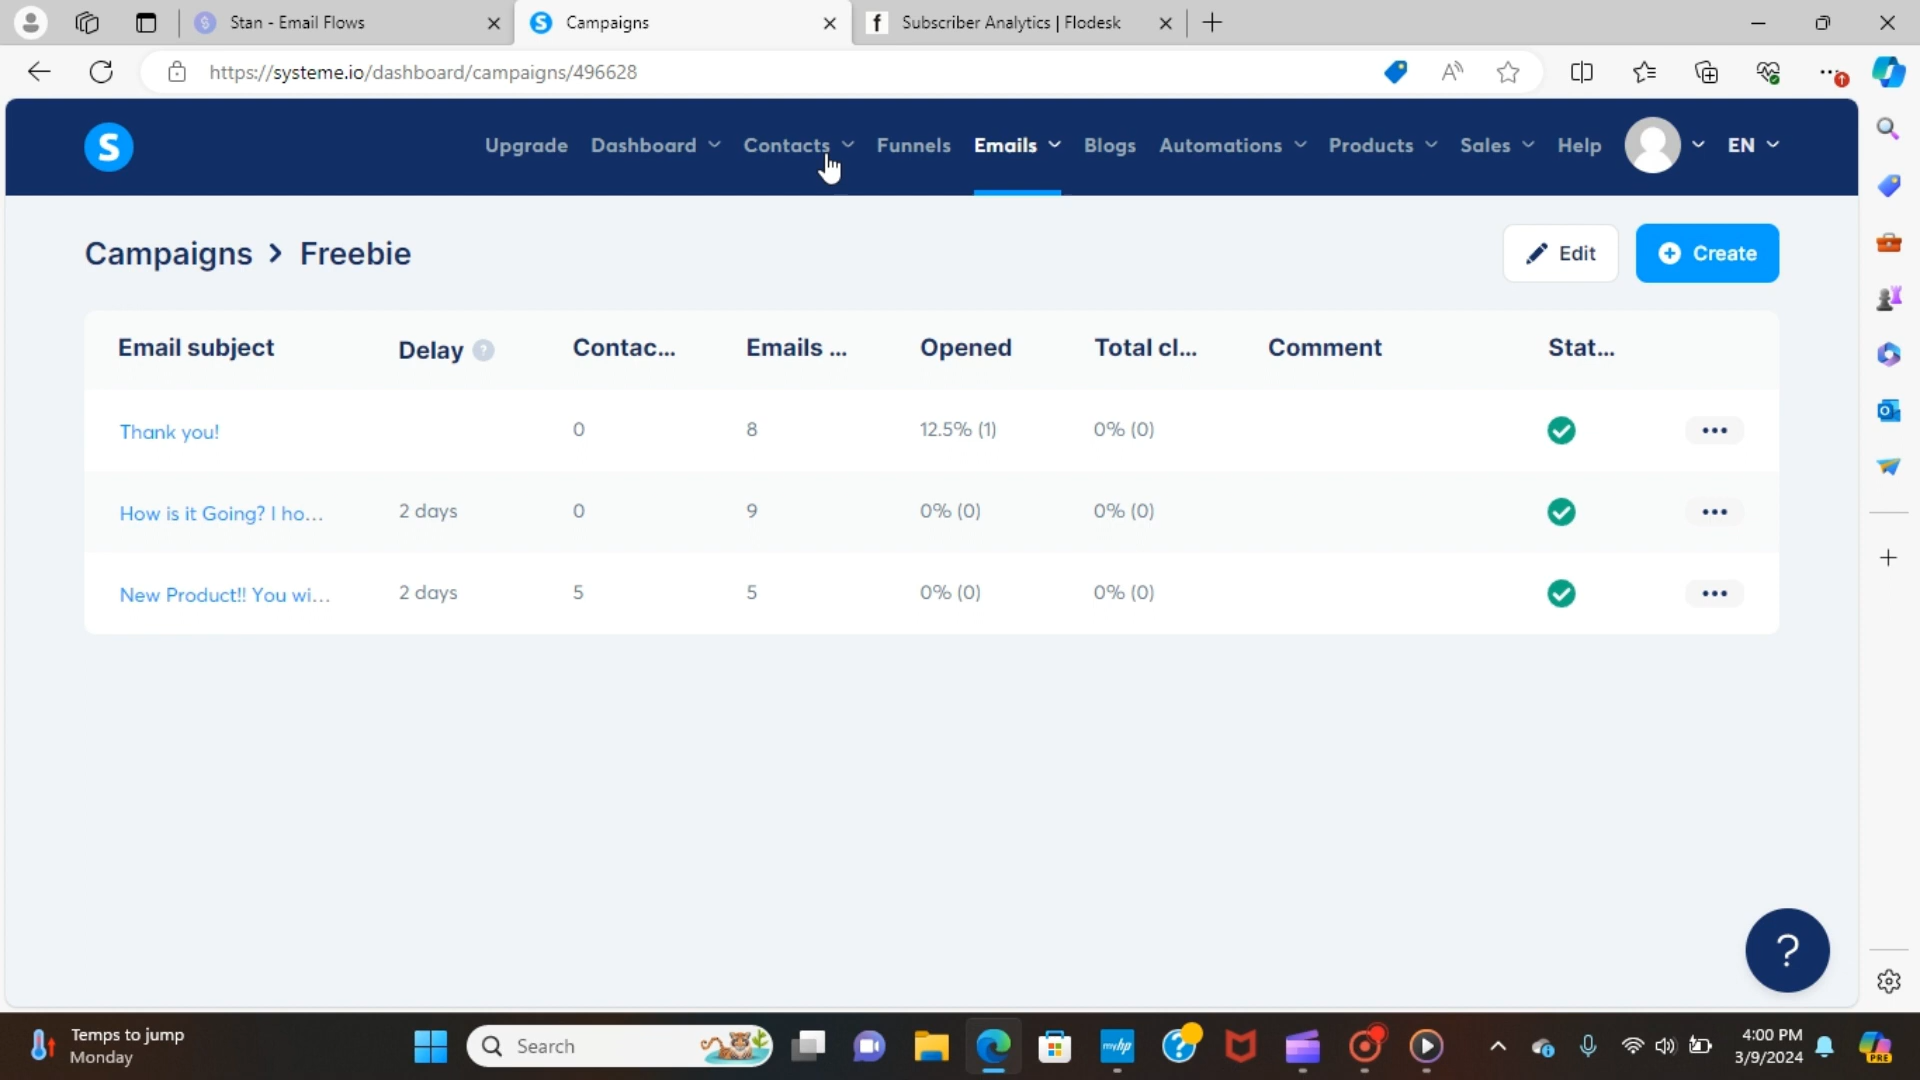 Stan - Email Flows
Campaigns
f Subscriber Analytics | Flodesk
https://systeme.io/dashboard/campaigns/496628
S Upgrade Dashboard Contacts Funnels Emails Blogs Automations Products Sales Help EN
Campaigns > Freebie
Edit
Create
Email subject Delay ? Contac... Emails ... Opened Total cl... Comment Stat...
Thank you! 0 8 12.5% (1) 0% (0)
How is it Going? I ho... 2 days 0 9 0% (0) 0% (0)
New Product!! You wi... 2 days 5 5 0% (0) 0% (0)
?
Temps to jump
Monday
Search
myhp
4:00 PM
3/9/2024
PRE